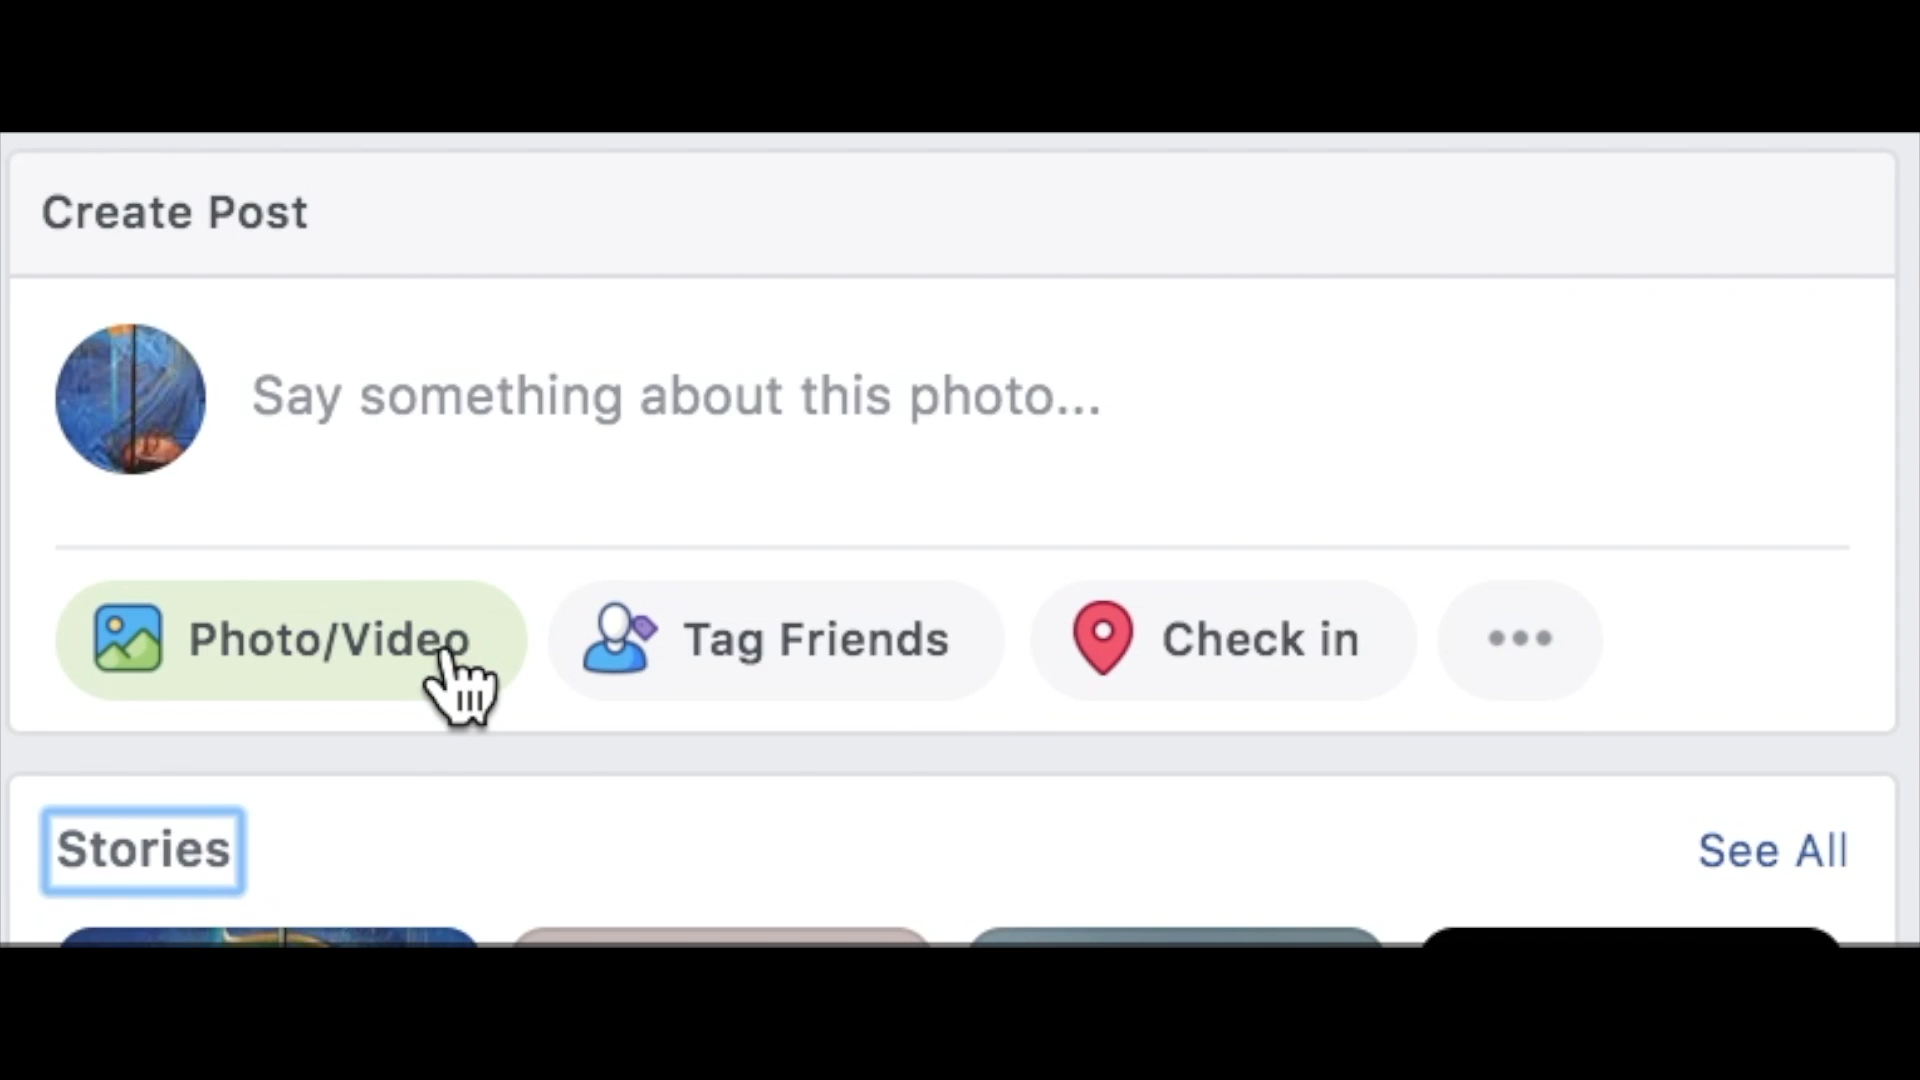 Create Post
Say something about this photo...
Photo/Video Tag Friends Check in
Stories See All